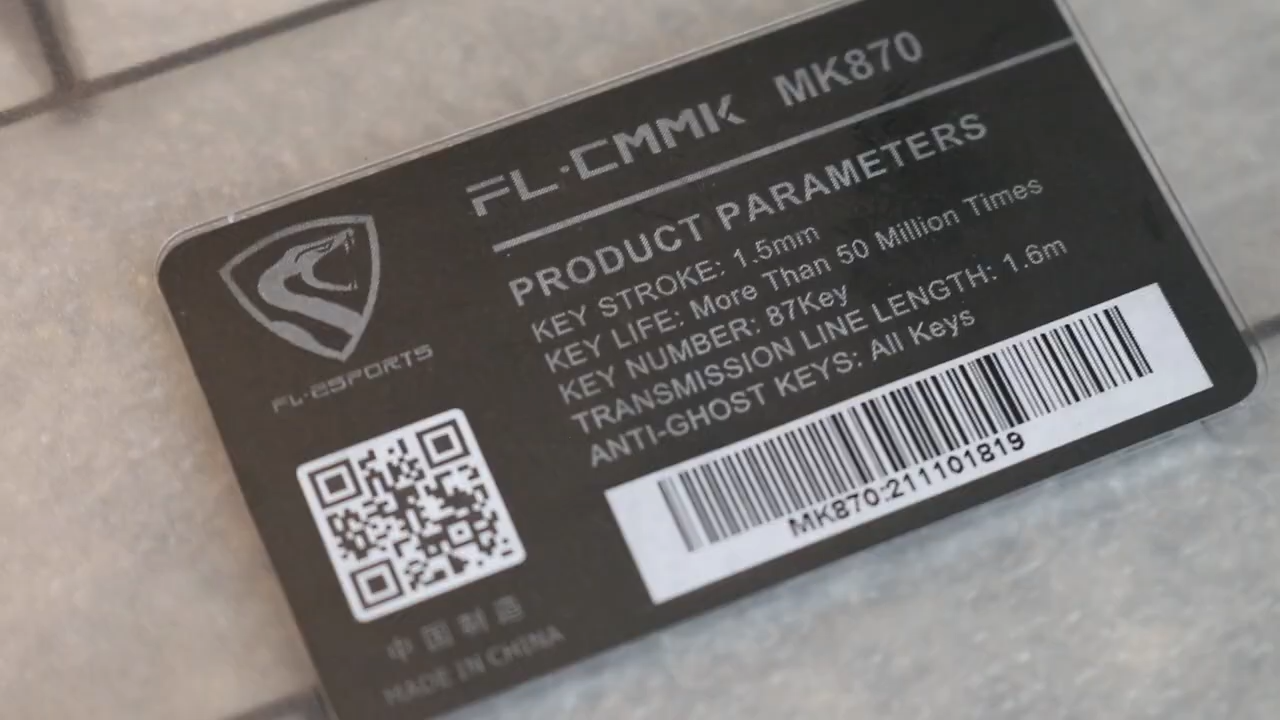 FL·CMMK MK870
PRODUCT PARAMETERS
KEY STROKE: 1.5mm
KEY LIFE: More Than 50 Million Times
KEY NUMBER: 87Key
TRANSMISSION LINE LENGTH: 1.6m
ANTI-GHOST KEYS: All Keys
MK870:211101819
FL·ESPORTS
中国制造
MADE IN CHINA